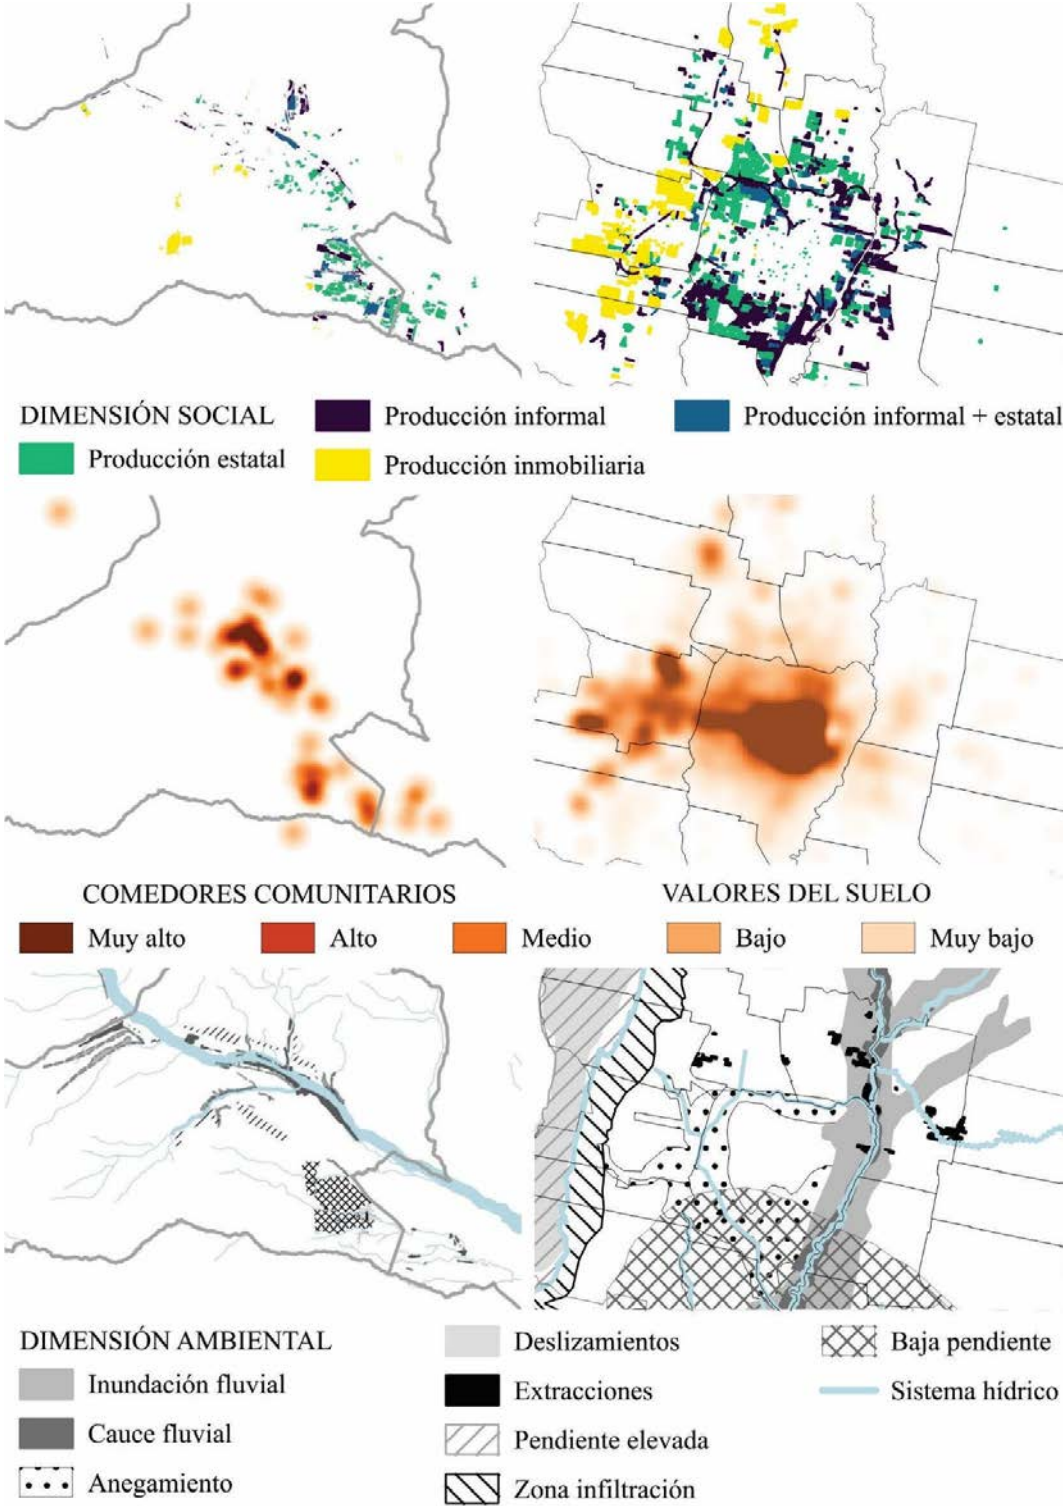 DIMENSIÓN SOCIAL
Producción informal
Producción informal + estatal
Producción estatal
Producción inmobiliaria
COMEDORES COMUNITARIOS
VALORES DEL SUELO
Muy alto
Alto
Medio
Bajo
Muy bajo
DIMENSIÓN AMBIENTAL
Inundación fluvial
Cauce fluvial
Anegamiento
Deslizamientos
Extracciones
Pendiente elevada
Zona infiltración
Baja pendiente
Sistema hídrico